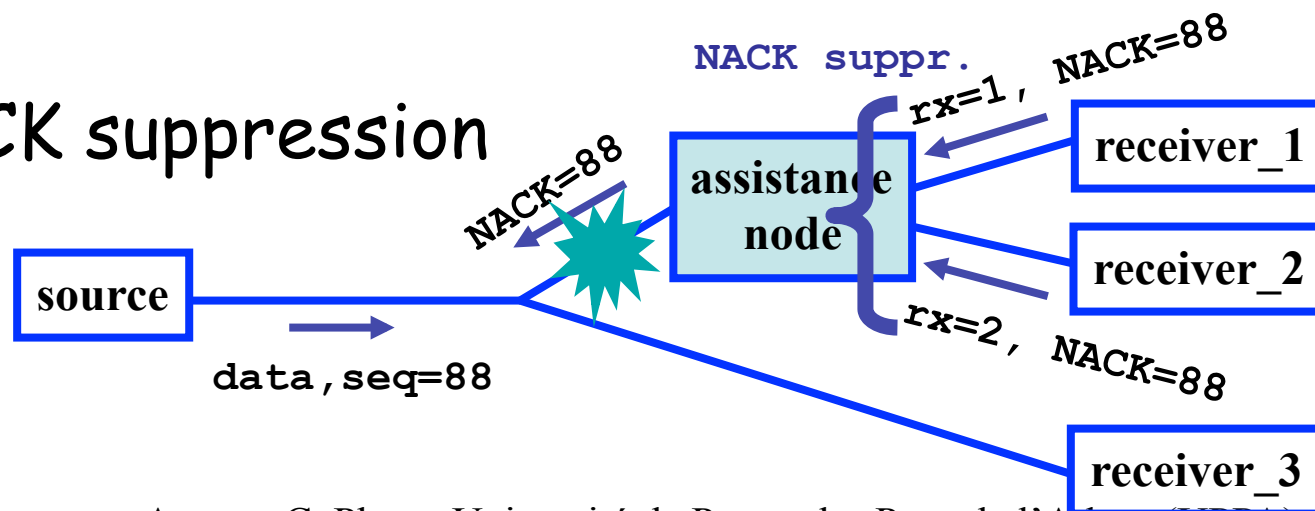 NACK suppr.
rx=1, NACK=88
CK suppression
NACK=88
assistance
node
receiver_1
receiver_2
source
rx=2, NACK=88
data,seq=88
receiver_3